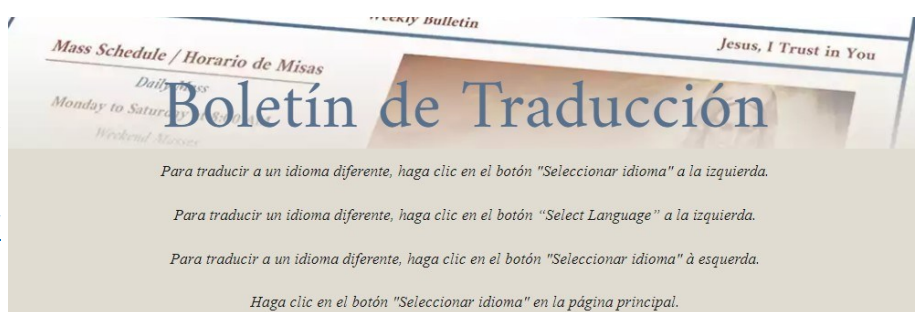 Weekly Bulletin
Jesus, I Trust in You
Mass Schedule / Horario de Misas
Daily Mass
Monday to Saturday
Boletín de Traducción
Weekend Masses
Para traducir a un idioma diferente, haga clic en el botón "Seleccionar idioma" a la izquierda.
Para traducir un idioma diferente, haga clic en el botón “Select Language” a la izquierda.
Para traducir a un idioma diferente, haga clic en el botón "Seleccionar idioma" à esquerda.
Haga clic en el botón "Seleccionar idioma" en la página principal.